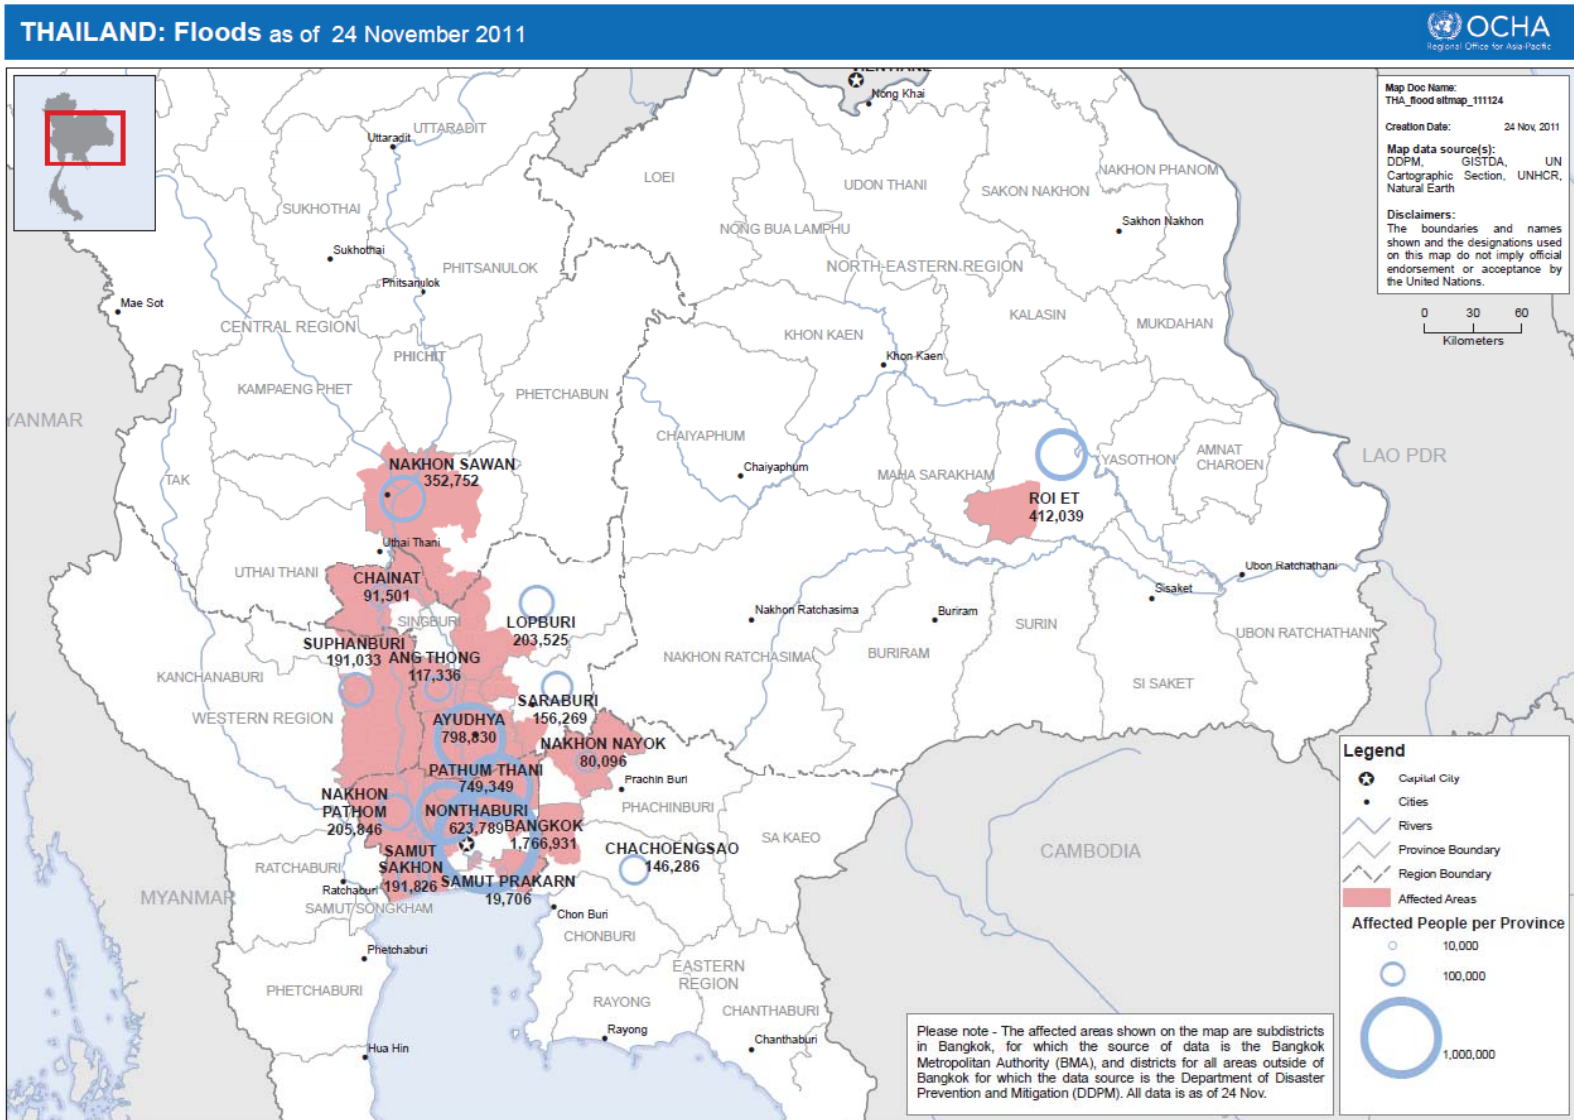 THAILAND: Floods as of 24 November 2011
OCHA
Regional Office for Asia-Pacific
Map Doc Name:
THA_flood sitmap_111124
Creation Date: 24 Nov, 2011
Map data source(s):
DDPM, GISTDA, UN
Cartographic Section, UNHCR,
Natural Earth
Disclaimers:
The boundaries and names
shown and the designations used
on this map do not imply official
endorsement or acceptance by
the United Nations.
0 30 60
Kilometers
VIENTIANE
Nong Khai
UTTARADIT
Uttaradit
LOEI
UDON THANI
SAKON NAKHON
NAKHON PHANOM
SUKHOTHAI
Sukhothai
NONG BUA LAMPHU
Sakhon Nakhon
PHITSANULOK
Phitsanulok
NORTH-EASTERN REGION
Mae Sot
CENTRAL REGION
PHICHIT
KHON KAEN
KALASIN
MUKDAHAN
Khon Kaen
KAMPAENG PHET
PHETCHABUN
YANMAR
CHAIYAPHUM
Chaiyaphum
MAHA SARAKHAM
YASOTHON
AMNAT
CHAROEN
LAO PDR
TAK
NAKHON SAWAN
352,752
ROI ET
412,039
Uthai Thani
UTHAI THANI
CHAINAT
91,501
Ubon Ratchathani
Sisaket
SINGBURI
LOPBURI
203,525
Nakhon Ratchasima
Buriram
SURIN
UBON RATCHATHANI
SUPHANBURI
191,033
ANG THONG
117,336
NAKHON RATCHASIMA
BURIRAM
KANCHANABURI
SI SAKET
WESTERN REGION
SARABURI
156,269
AYUDHYA
798,830
NAKHON NAYOK
80,096
PATHUM THANI
749,349
Prachin Buri
PHACHINBURI
NAKHON
PATHOM
205,846
NONTHABURI
623,789
BANGKOK
1,766,931
SA KAEO
CAMBODIA
SAMUT
SAKHON
191,826
CHACHOENGSAO
146,286
RATCHABURI
Ratchaburi
SAMUT PRAKARN
19,706
MYANMAR
SAMUT SONGKHAM
Chon Buri
CHONBURI
Phetchaburi
PHETCHABURI
EASTERN
REGION
RAYONG
CHANTHABURI
Rayong
Chanthaburi
Hua Hin
Legend
Capital City
Cities
Rivers
Province Boundary
Region Boundary
Affected Areas
Affected People per Province
10,000
100,000
1,000,000
Please note - The affected areas shown on the map are subdistricts
in Bangkok, for which the source of data is the Bangkok
Metropolitan Authority (BMA), and districts for all areas outside of
Bangkok for which the data source is the Department of Disaster
Prevention and Mitigation (DDPM). All data is as of 24 Nov.